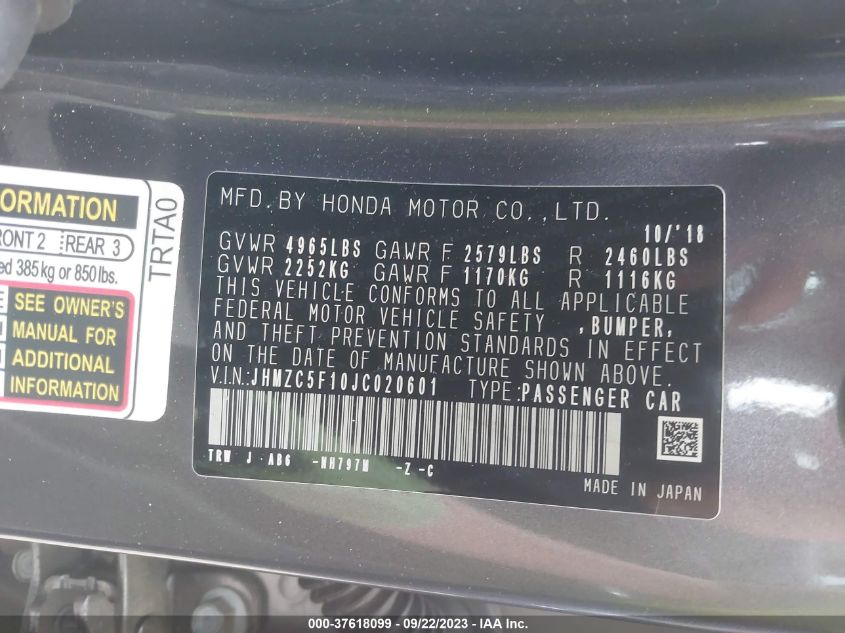 ORMATION
RONT 2 REAR 3
ed 385 kg or 850 lbs.
SEE OWNER'S
MANUAL FOR
ADDITIONAL
INFORMATION
TRTA0
MFD. BY HONDA MOTOR CO., LTD.
10/'18
GVWR 4965LBS GAWR F 2579LBS R 2460LBS
GVWR 2252KG GAWR F 1170KG R 1116KG
THIS VEHICLE CONFORMS TO ALL APPLICABLE
FEDERAL MOTOR VEHICLE SAFETY ,BUMPER,
AND THEFT PREVENTION STANDARDS IN EFFECT
ON THE DATE OF MANUFACTURE SHOWN ABOVE.
V.IN.:JHMZC5F10JC020601 TYPE:PASSENGER CAR
TRW J AB6 -NH797M -Z -C
MADE IN JAPAN
000-37618099 - 09/22/2023 - IAAI.com